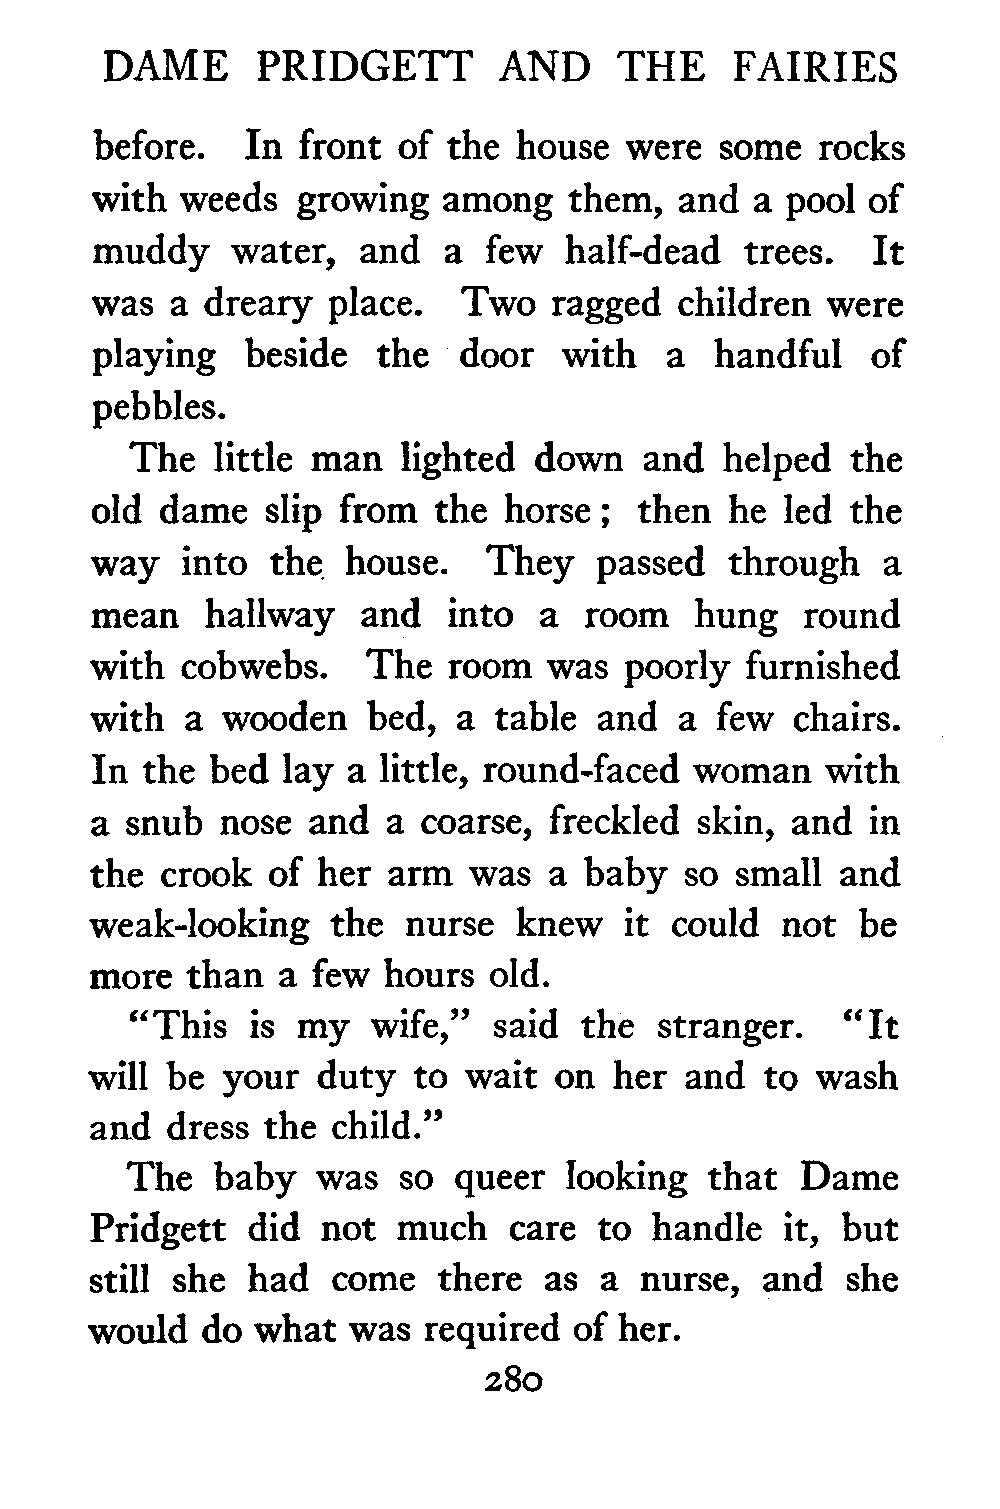 DAME PRIDGETT AND THE FAIRIES
before. In front of the house were some rocks
with weeds growing among them, and a pool of
muddy water, and a few half-dead trees. It
was a dreary place. Two ragged children were
playing beside the door with a handful of
pebbles.
The little man lighted down and helped the
old dame slip from the horse; then he led the
way into the house. They passed through a
mean hallway and into a room hung round
with cobwebs. The room was poorly furnished
with a wooden bed, a table and a few chairs.
In the bed lay a little, round-faced woman with
a snub nose and a coarse, freckled skin, and in
the crook of her arm was a baby so small and
weak-looking the nurse knew it could not be
more than a few hours old.
“This is my wife,” said the stranger. “It
will be your duty to wait on her and to wash
and dress the child.”
The baby was so queer looking that Dame
Pridgett did not much care to handle it, but
still she had come there as a nurse, and she
would do what was required of her.
280